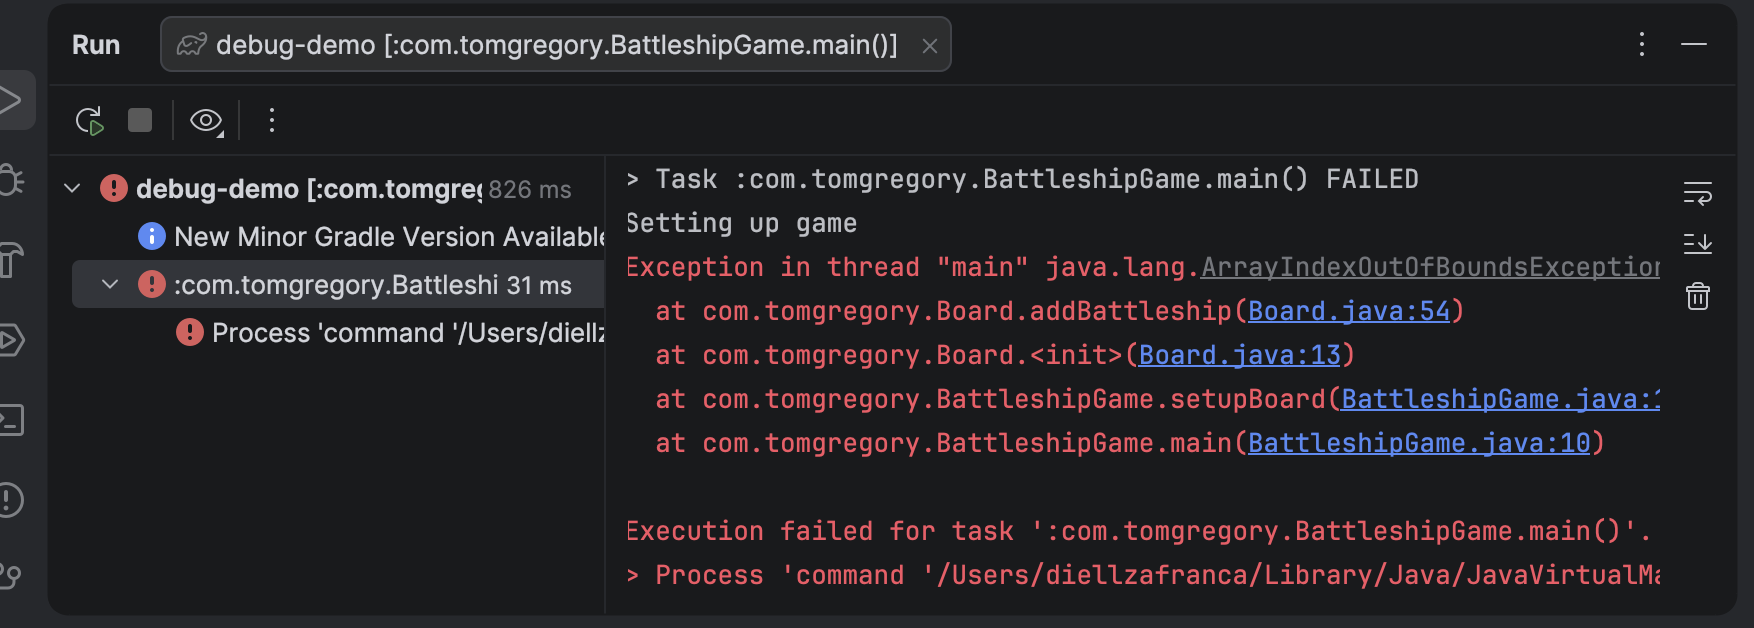 Run debug-demo [:com.tomgregory.BattleshipGame.main()]
debug-demo [:com.tomgreg 826 ms
New Minor Gradle Version Available
:com.tomgregory.Battleshi 31 ms
Process 'command '/Users/diellz
> Task :com.tomgregory.BattleshipGame.main() FAILED
Setting up game
Exception in thread "main" java.lang.ArrayIndexOutOfBoundsException
at com.tomgregory.Board.addBattleship(Board.java:54)
at com.tomgregory.Board.<init>(Board.java:13)
at com.tomgregory.BattleshipGame.setupBoard(BattleshipGame.java:1
at com.tomgregory.BattleshipGame.main(BattleshipGame.java:10)
Execution failed for task ':com.tomgregory.BattleshipGame.main()'.
> Process 'command '/Users/diellzafranca/Library/Java/JavaVirtualMa